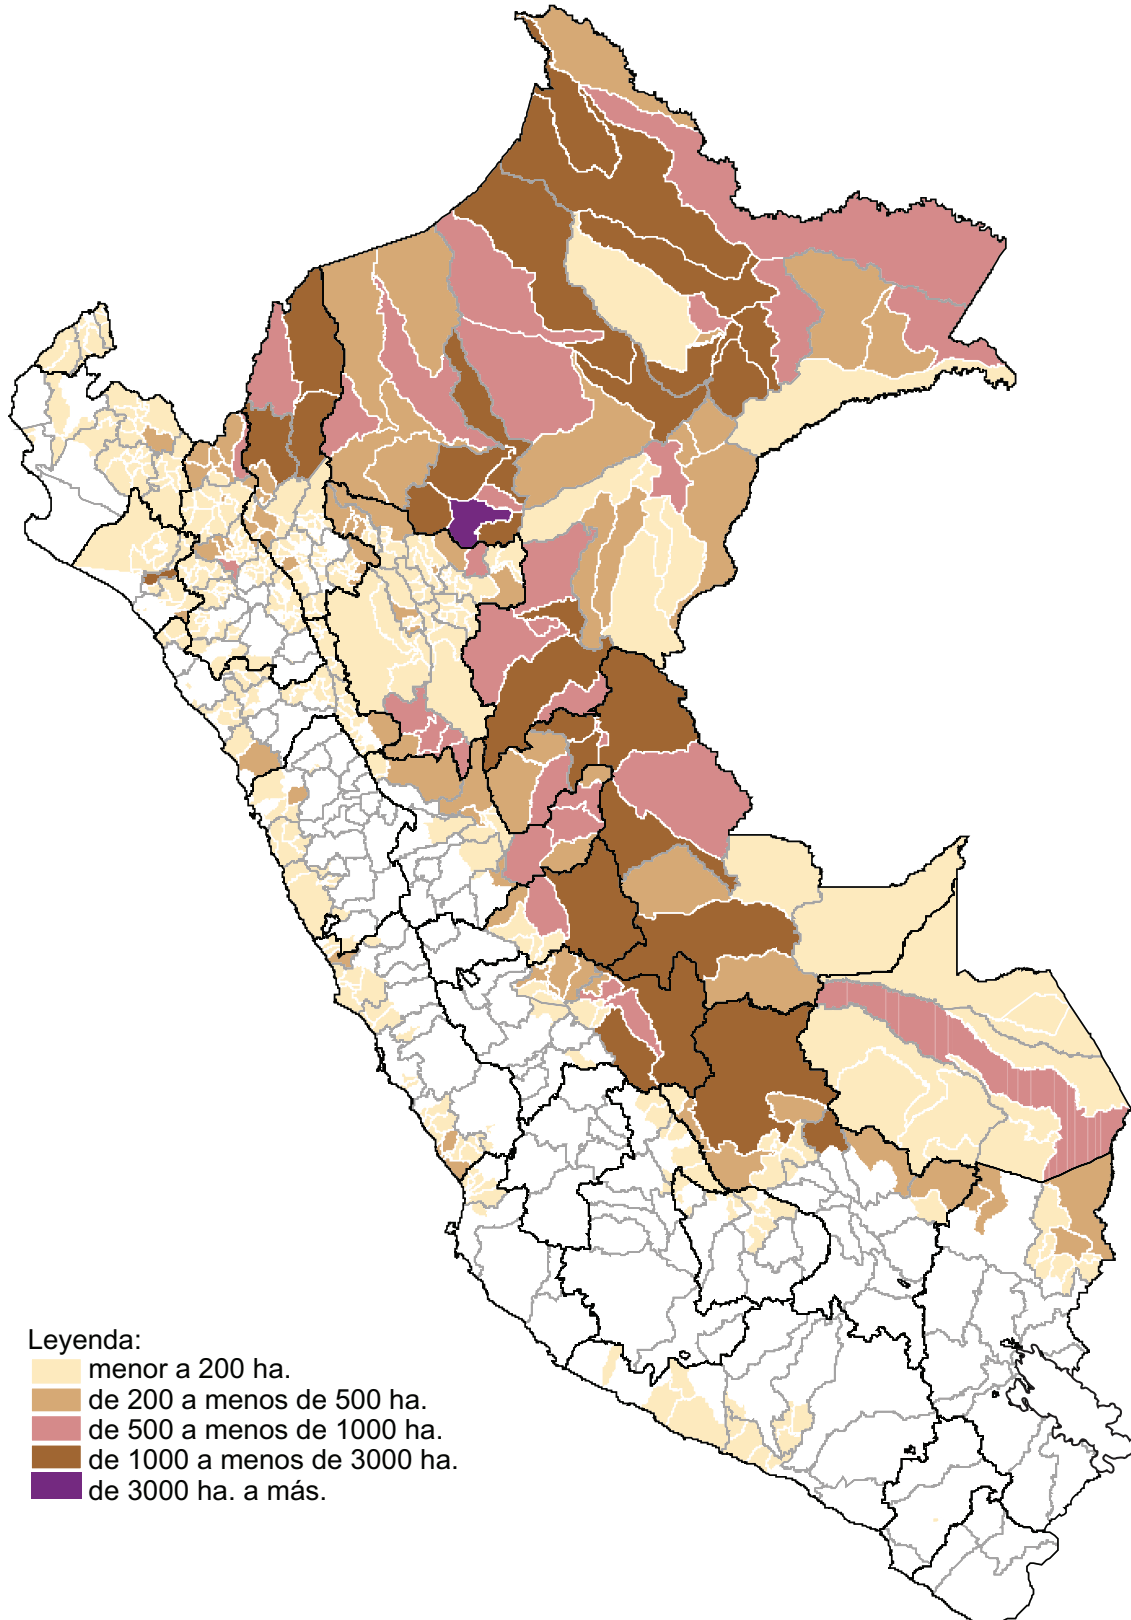 Leyenda:
menor a 200 ha.
de 200 a menos de 500 ha.
de 500 a menos de 1000 ha.
de 1000 a menos de 3000 ha.
de 3000 ha. a más.